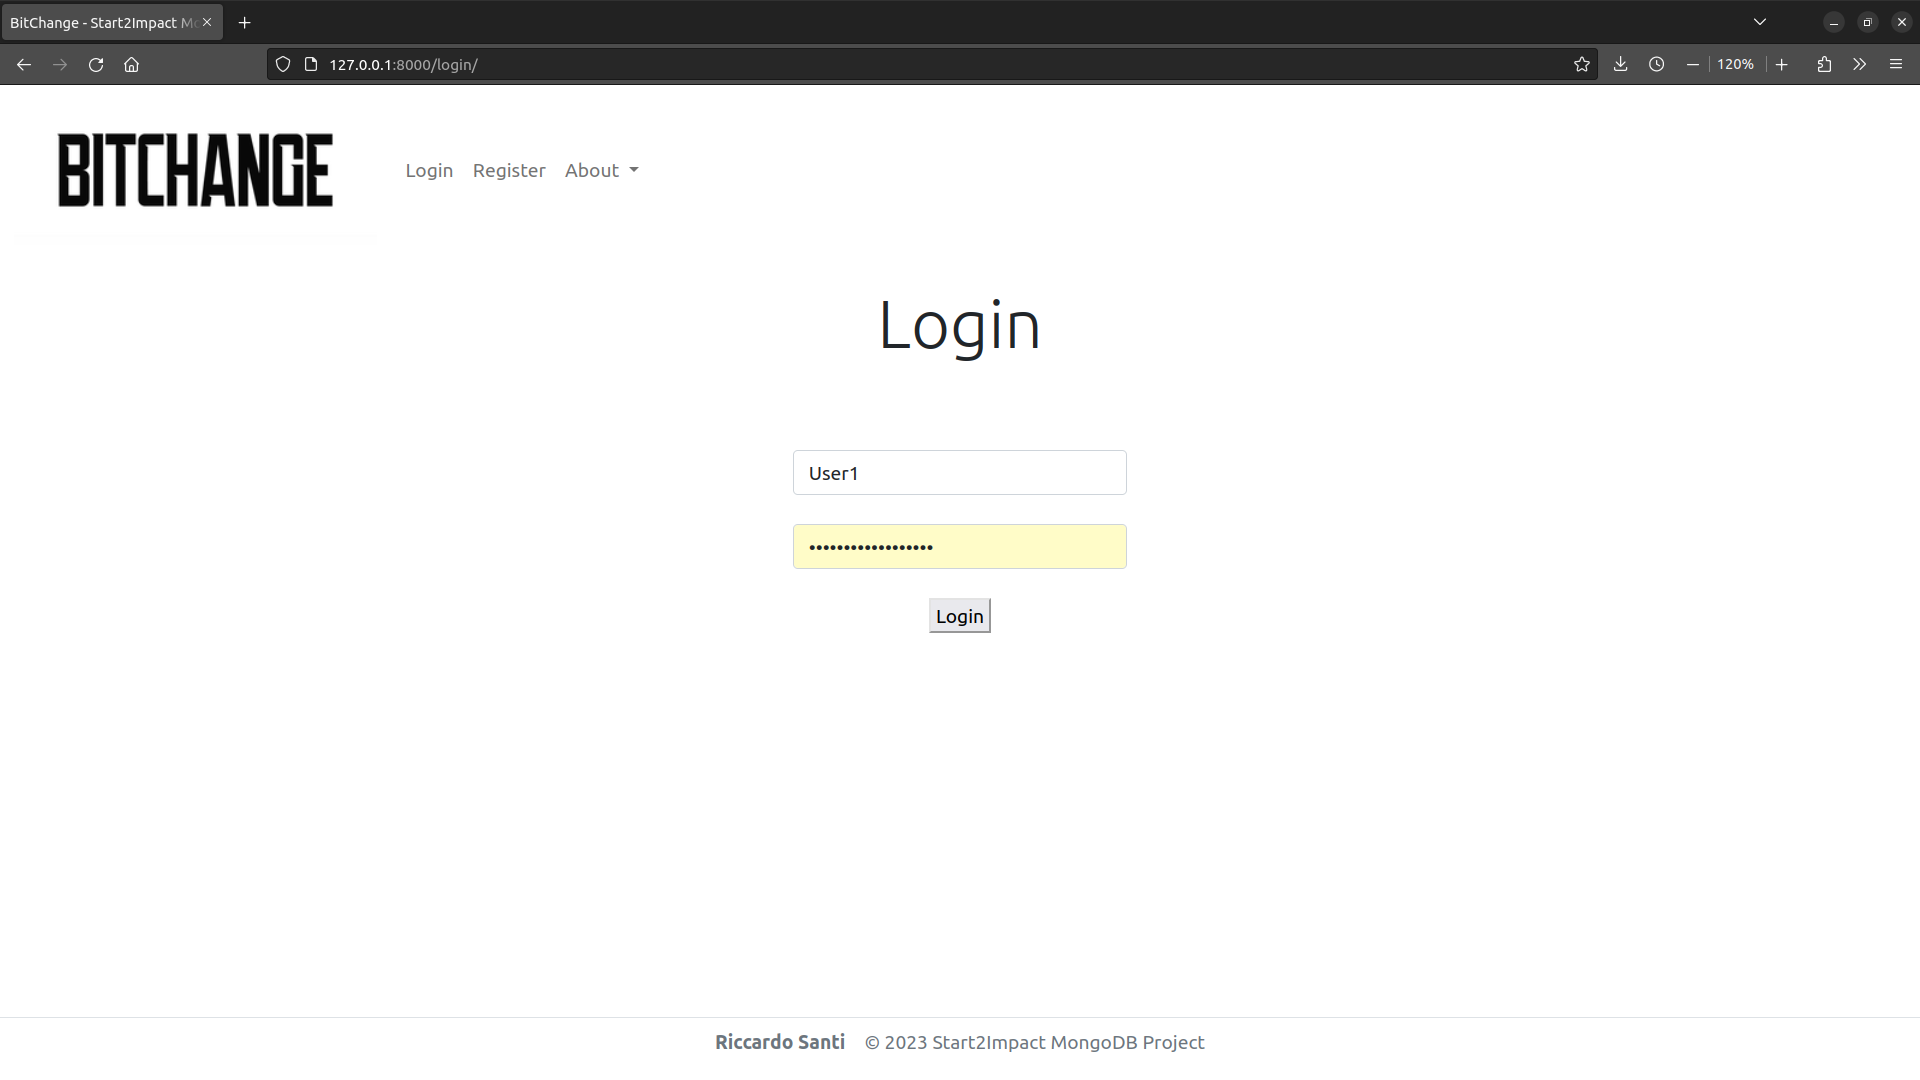 BitChange - Start2Impact Mo
127.0.0.1:8000/login/
120%
BITCHANGE
Login Register About
Login
User1
••••••••••••••••••
Login
Riccardo Santi © 2023 Start2Impact MongoDB Project